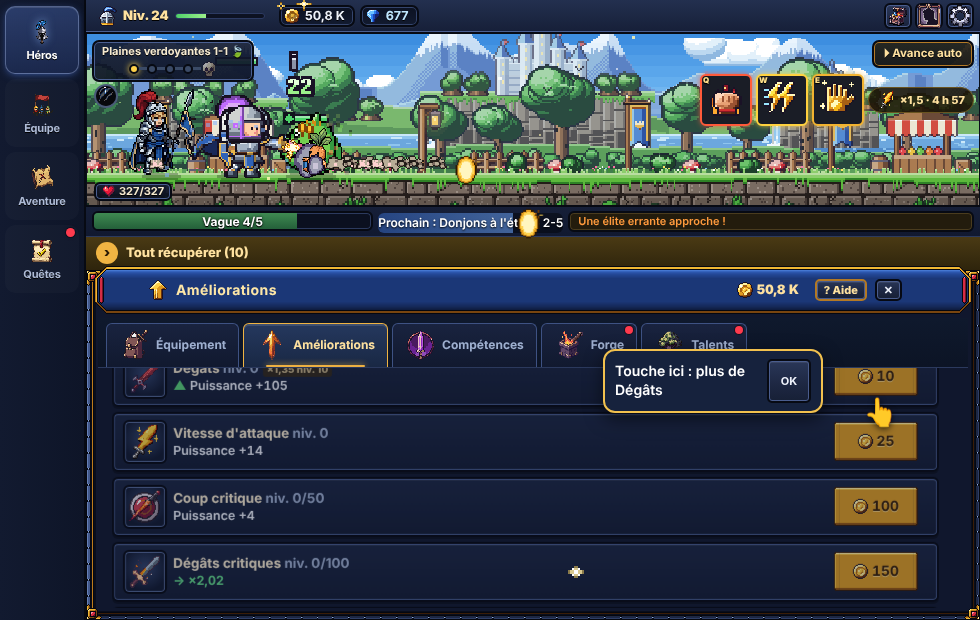 Niv. 24
50,8 K
677
Héros
Plaines verdoyantes 1-1
Avance auto
22
Q
W
E
×1,5 · 4 h 57
Équipe
Aventure
327/327
Vague 4/5
Prochain : Donjons à l'ét
2-5
Une élite errante approche !
Quêtes
Tout récupérer (10)
Améliorations
50,8 K
? Aide
×
Équipement
Améliorations
Compétences
Forge
Talents
Dégâts niv. 0 ×1,35 niv. 10
Puissance +105
10
Touche ici : plus de
Dégâts
OK
Vitesse d'attaque niv. 0
Puissance +14
25
Coup critique niv. 0/50
Puissance +4
100
Dégâts critiques niv. 0/100
→ ×2,02
150